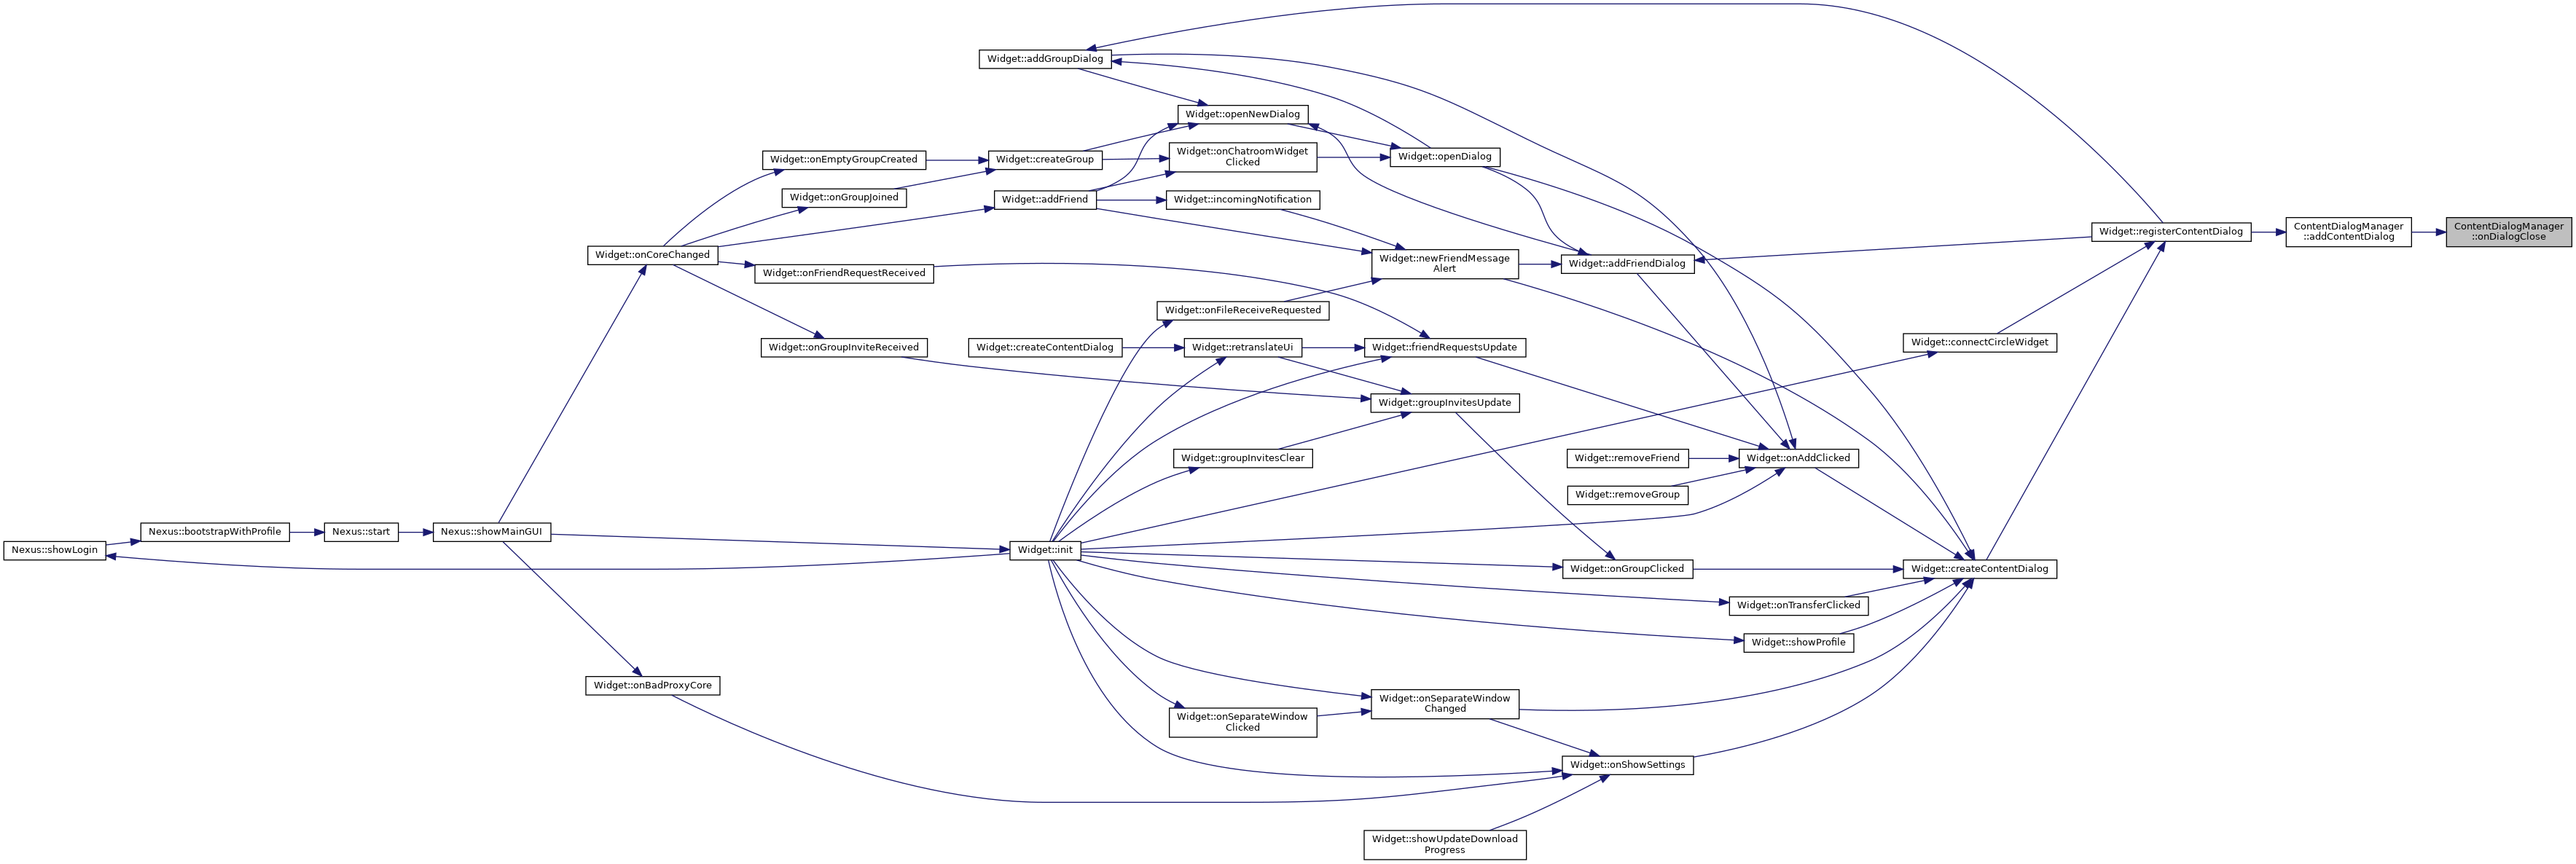 Widget::addGroupDialog
Widget::openNewDialog
Widget::onEmptyGroupCreated
Widget::createGroup
Widget::onChatroomWidget
Clicked
Widget::openDialog
Widget::onGroupJoined
Widget::addFriend
Widget::incomingNotification
Widget::onCoreChanged
Widget::onFriendRequestReceived
Widget::newFriendMessage
Alert
Widget::addFriendDialog
Widget::registerContentDialog
ContentDialogManager
::addContentDialog
ContentDialogManager
::onDialogClose
Widget::onFileReceiveRequested
Widget::onGroupInviteReceived
Widget::createContentDialog
Widget::retranslateUi
Widget::friendRequestsUpdate
Widget::connectCircleWidget
Widget::groupInvitesUpdate
Widget::groupInvitesClear
Widget::removeFriend
Widget::onAddClicked
Widget::removeGroup
Nexus::showLogin
Nexus::bootstrapWithProfile
Nexus::start
Nexus::showMainGUI
Widget::init
Widget::onGroupClicked
Widget::createContentDialog
Widget::onTransferClicked
Widget::showProfile
Widget::onBadProxyCore
Widget::onSeparateWindow
Clicked
Widget::onSeparateWindow
Changed
Widget::onShowSettings
Widget::showUpdateDownload
Progress